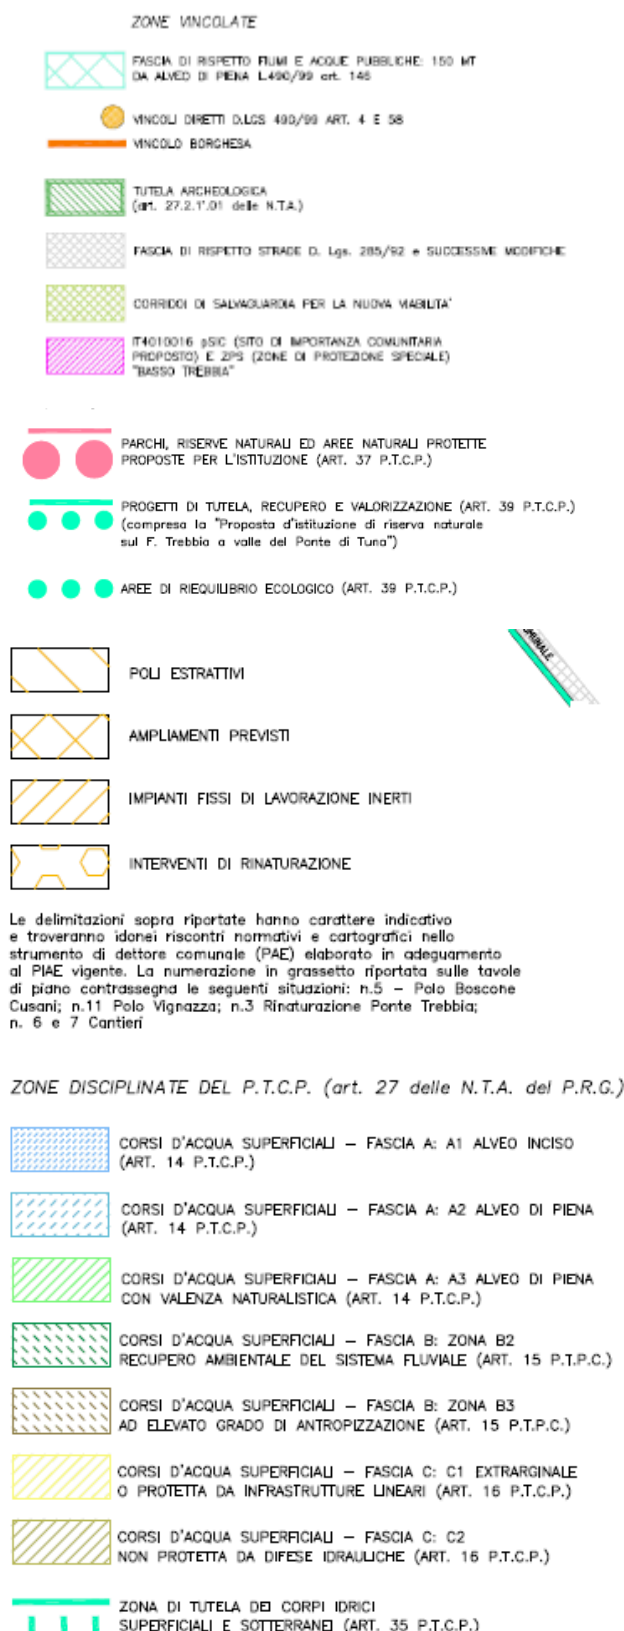 ZONE VINCOLATE
FASCIA DI RISPETTO FIUMI E ACQUE PUBBLICHE: 150 MT
DA ALVEO DI PIENA L.490/99 art. 146
VINCOLI DIRETTI D.LGS 490/99 ART. 4 E 58
VINCOLO BORGHESA
TUTELA ARCHEOLOGICA
(art. 27.2.1'.01 delle N.T.A.)
FASCIA DI RISPETTO STRADE D. Lgs. 285/92 e SUCCESSIVE MODIFICHE
CORRIDOI DI SALVAGUARDIA PER LA NUOVA VIABILITA'
IT4010016 pSIC (SITO DI IMPORTANZA COMUNITARIA
PROPOSTO) E ZPS (ZONE DI PROTEZIONE SPECIALE)
"BASSO TREBBIA"
PARCHI, RISERVE NATURALI ED AREE NATURALI PROTETTE
PROPOSTE PER L'ISTITUZIONE (ART. 37 P.T.C.P.)
PROGETTI DI TUTELA, RECUPERO E VALORIZZAZIONE (ART. 39 P.T.C.P.)
(compresa la "Proposta d'istituzione di riserva naturale
sul F. Trebbia a valle del Ponte di Tuna")
AREE DI RIEQUILIBRIO ECOLOGICO (ART. 39 P.T.C.P.)
POLI ESTRATTIVI
AMPLIAMENTI PREVISTI
IMPIANTI FISSI DI LAVORAZIONE INERTI
INTERVENTI DI RINATURAZIONE
Le delimitazioni sopra riportate hanno carattere indicativo
e troveranno idonei riscontri normativi e cartografici nello
strumento di dettore comunale (PAE) elaborato in adeguamento
al PIAE vigente. La numerazione in grassetto riportata sulle tavole
di piano contrassegna le seguenti situazioni: n.5 – Polo Boscone
Cusani; n.11 Polo Vignazza; n.3 Rinaturazione Ponte Trebbia;
n. 6 e 7 Cantieri
ZONE DISCIPLINATE DEL P.T.C.P. (art. 27 delle N.T.A. del P.R.G.)
CORSI D'ACQUA SUPERFICIALI – FASCIA A: A1 ALVEO INCISO
(ART. 14 P.T.C.P.)
CORSI D'ACQUA SUPERFICIALI – FASCIA A: A2 ALVEO DI PIENA
(ART. 14 P.T.C.P.)
CORSI D'ACQUA SUPERFICIALI – FASCIA A: A3 ALVEO DI PIENA
CON VALENZA NATURALISTICA (ART. 14 P.T.C.P.)
CORSI D'ACQUA SUPERFICIALI – FASCIA B: ZONA B2
RECUPERO AMBIENTALE DEL SISTEMA FLUVIALE (ART. 15 P.T.P.C.)
CORSI D'ACQUA SUPERFICIALI – FASCIA B: ZONA B3
AD ELEVATO GRADO DI ANTROPIZZAZIONE (ART. 15 P.T.P.C.)
CORSI D'ACQUA SUPERFICIALI – FASCIA C: C1 EXTRARGINALE
O PROTETTA DA INFRASTRUTTURE LINEARI (ART. 16 P.T.C.P.)
CORSI D'ACQUA SUPERFICIALI – FASCIA C: C2
NON PROTETTA DA DIFESE IDRAULICHE (ART. 16 P.T.C.P.)
ZONA DI TUTELA DEI CORPI IDRICI
SUPERFICIALI E SOTTERRANEI (ART. 35 P.T.C.P.)